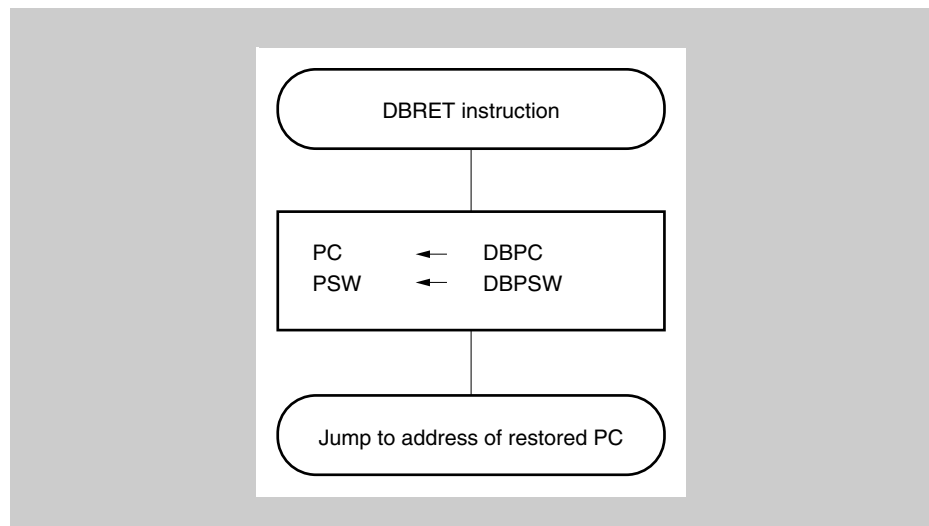 DBRET instruction
PC ← DBPC
PSW ← DBPSW
Jump to address of restored PC